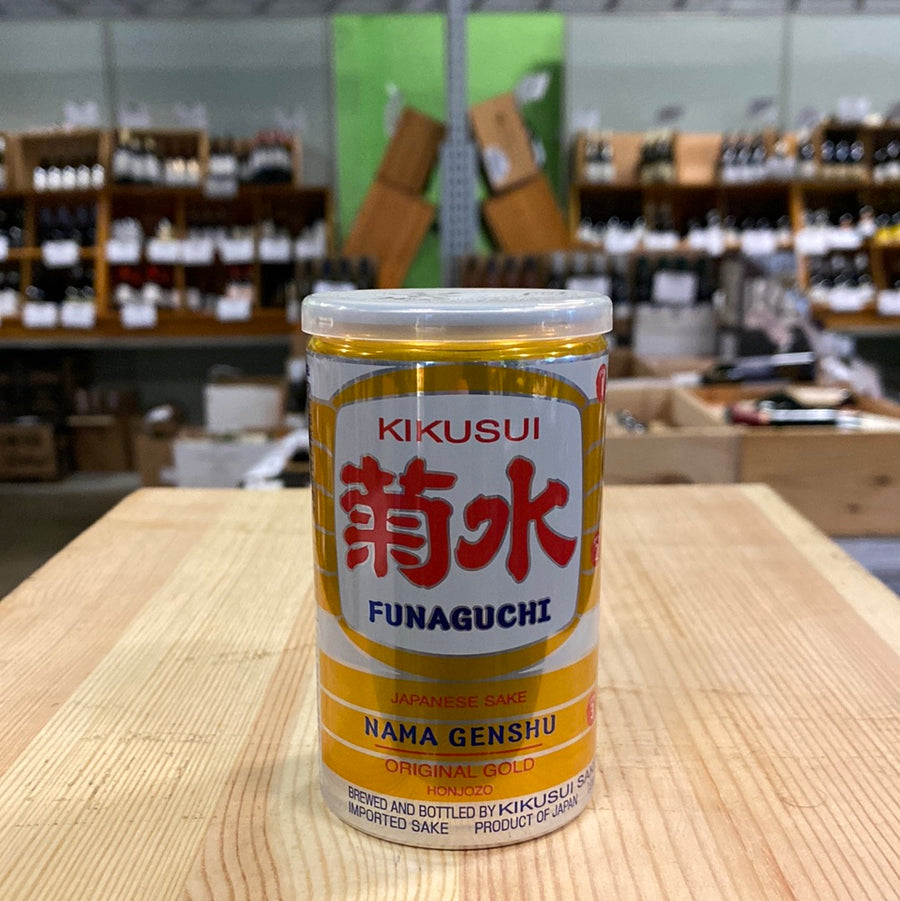 KIKUSUI
菊水
FUNAGUCHI
JAPANESE SAKE
NAMA GENSHU
ORIGINAL GOLD
HONJOZO
BREWED AND BOTTLED BY KIKUSUI
IMPORTED SAKE PRODUCT OF JAPAN